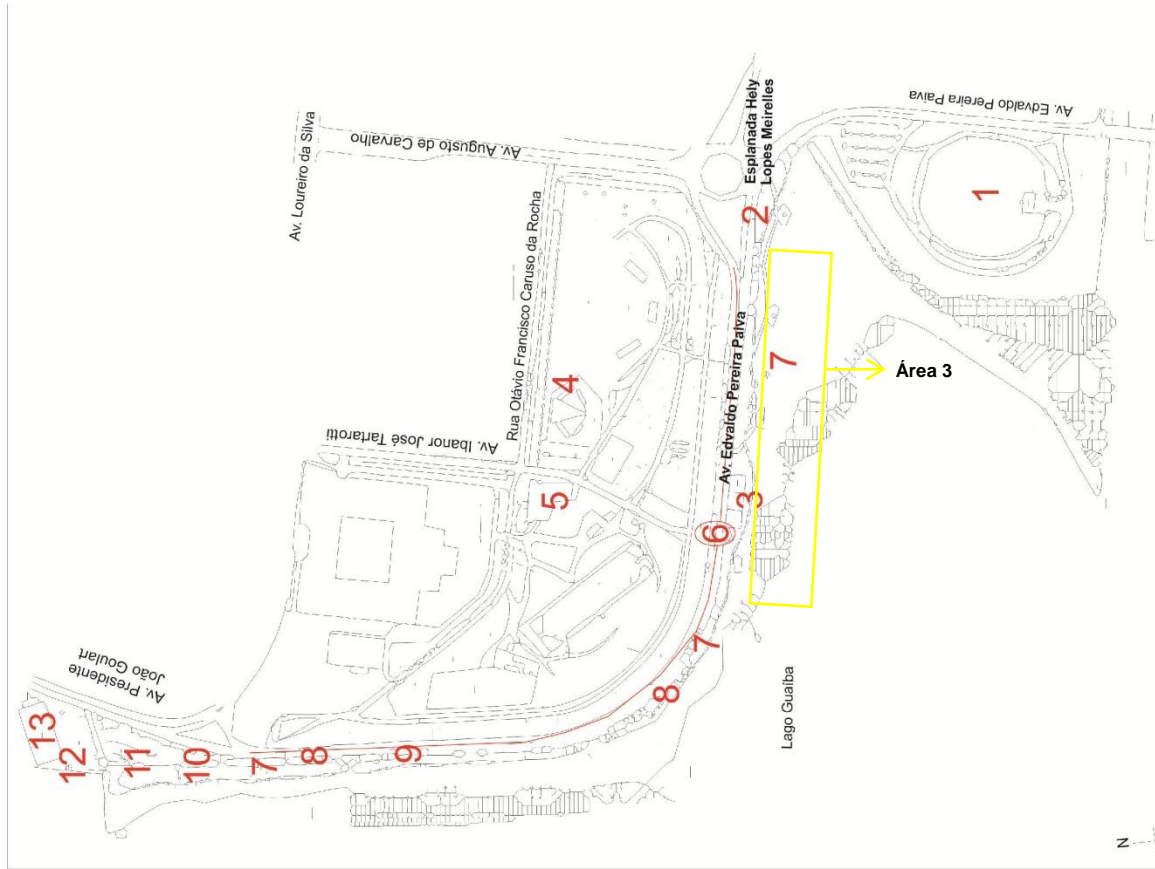 Av. Loureiro da Silva
Av. Augusto de Carvalho
Esplanada Hely
Lopes Meirelles
Av. Edvaldo Pereira Paiva
Rua Otávio Francisco Caruso da Rocha
Av. Ibanor José Tartarotti
Av. Edvaldo Pereira Paiva
Av. Presidente
João Goulart
Lago Guaíba
Área 3
1
2
3
4
5
6
7
7
8
9
8
7
10
11
12
13
N